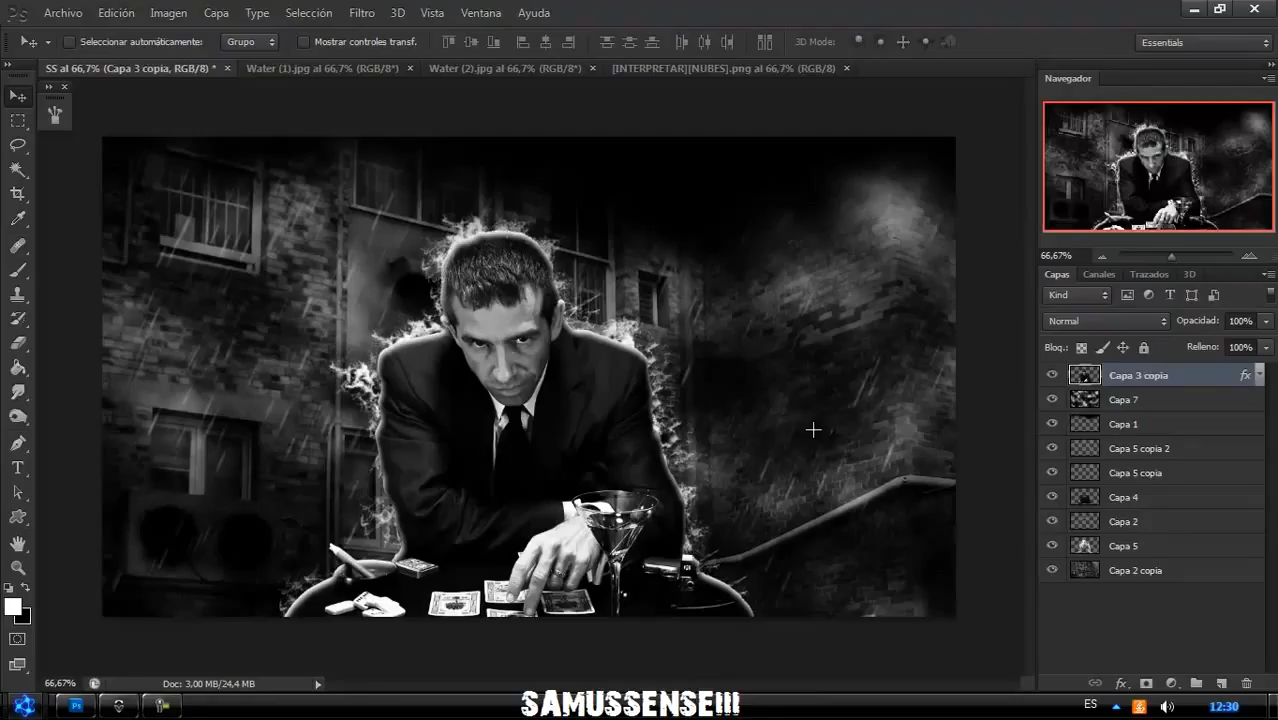 Ps Archivo Edición Imagen Capa Type Selección Filtro 3D Vista Ventana Ayuda
Seleccionar automáticamente: Grupo Mostrar controles transf. 3D Mode: Essentials
SS al 66,7% (Capa 3 copia, RGB/8) * × Water (1).jpg al 66,7% (RGB/8*) × Water (2).jpg al 66,7% (RGB/8*) * × [INTERPRETAR][NUBES].png al 66,7% (RGB/8) ×
Navegador
66,67%
Capas Canales Trazados 3D
Kind
Normal Opacidad: 100%
Bloq.: Relleno: 100%
Capa 3 copia fx
Capa 7
Capa 1
Capa 5 copia 2
Capa 5 copia
Capa 4
Capa 2
Capa 5
Capa 2 copia
66,67% Doc: 3,00 MB/24,4 MB fx
Ps SAMUSSENSE!!! ES 12:30